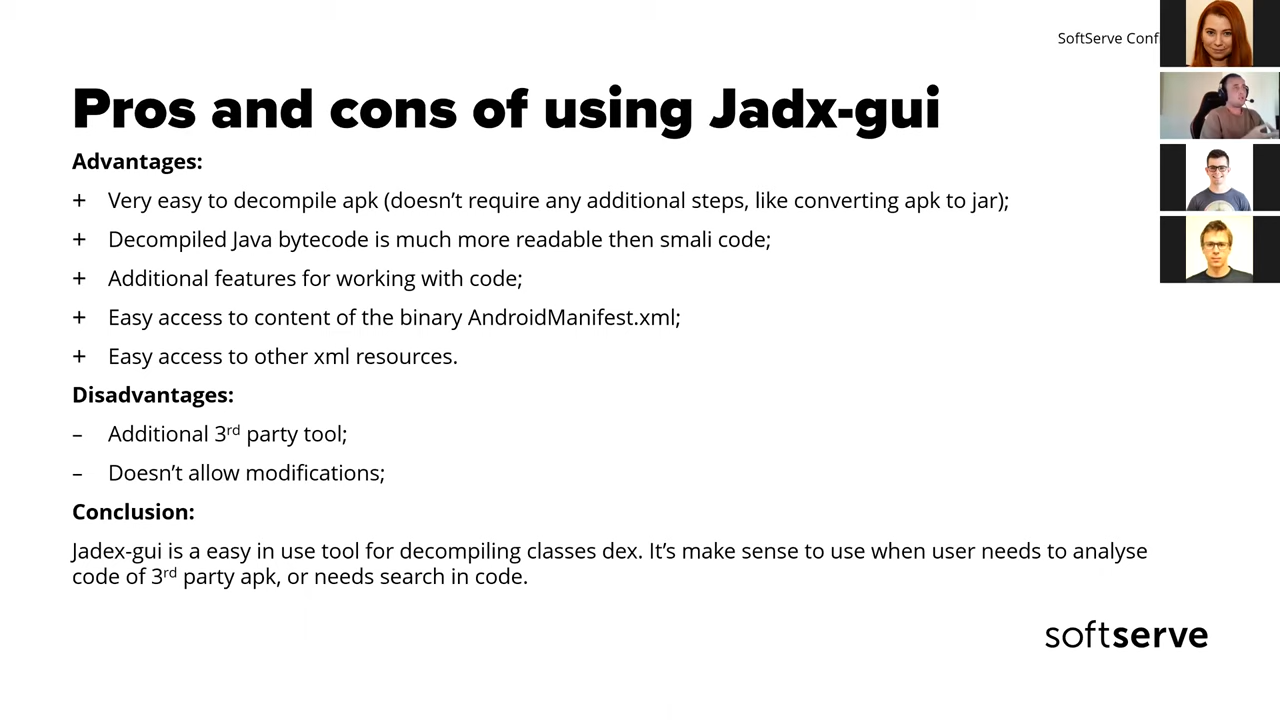 SoftServe Conf
Pros and cons of using Jadx-gui
Advantages:
+ Very easy to decompile apk (doesn’t require any additional steps, like converting apk to jar);
+ Decompiled Java bytecode is much more readable then smali code;
+ Additional features for working with code;
+ Easy access to content of the binary AndroidManifest.xml;
+ Easy access to other xml resources.
Disadvantages:
– Additional 3rd party tool;
– Doesn’t allow modifications;
Conclusion:
Jadex-gui is a easy in use tool for decompiling classes dex. It’s make sense to use when user needs to analyse
code of 3rd party apk, or needs search in code.
softserve